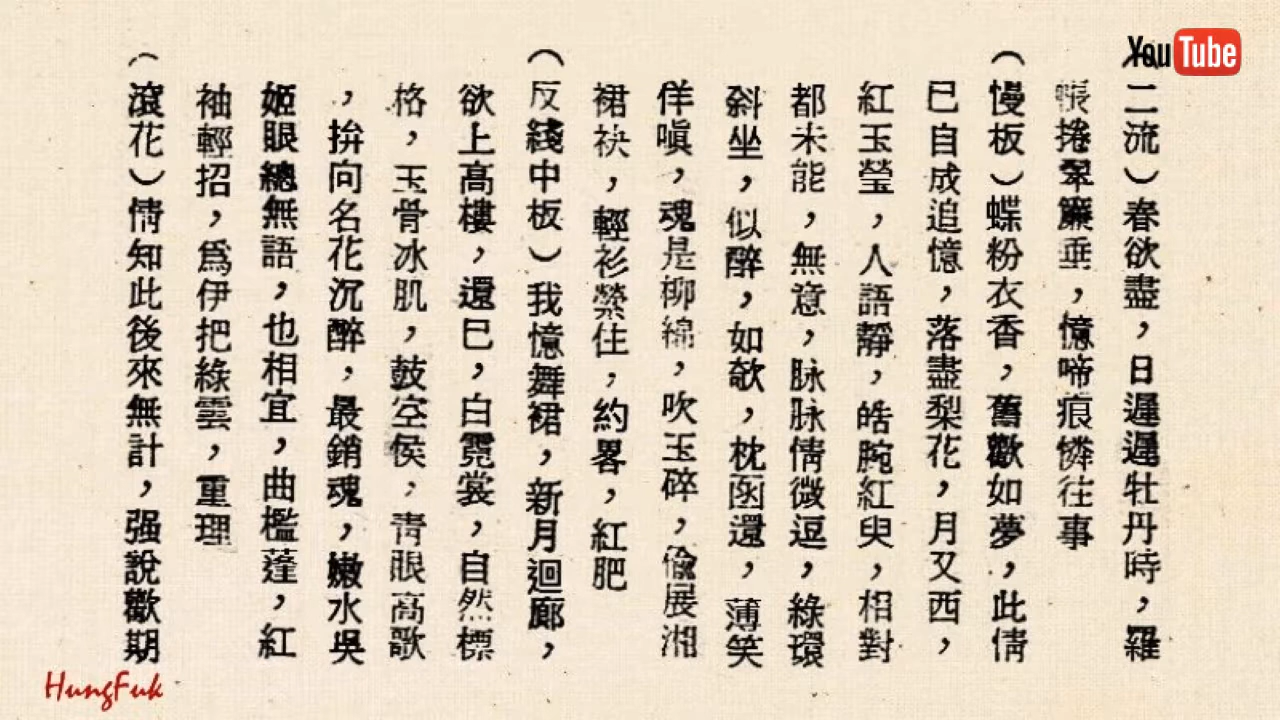 YouTube
（二流）春欲盡，日遲遲牡丹時，羅
帳捲翠簾垂，憶啼痕憐往事
（慢板）蝶粉衣香，舊歡如夢，此情
已自成追憶，落盡梨花，月又西，
紅玉瑩，人語靜，皓腕紅臾，相對
都未能，無意，脉脉情微逗，綠環
斜坐，似醉，如欹，枕函還，薄笑
佯嗔，魂是柳綿，吹玉碎，偷展湘
裙衱，輕衫縈住，約畧，紅肥
（反綫中板）我憶舞裙，新月迴廊，
欲上高樓，還巳，白霓裳，自然標
格，玉骨冰肌，鼓空侯，青眼高歌
，拚向名花沉醉，最銷魂，嫩水吳
姬眼總無語，也相宜，曲檻蓬，紅
袖輕招，爲伊把綠雲，重理
（滾花）情知此後來無計，强說歡期
HungFuk